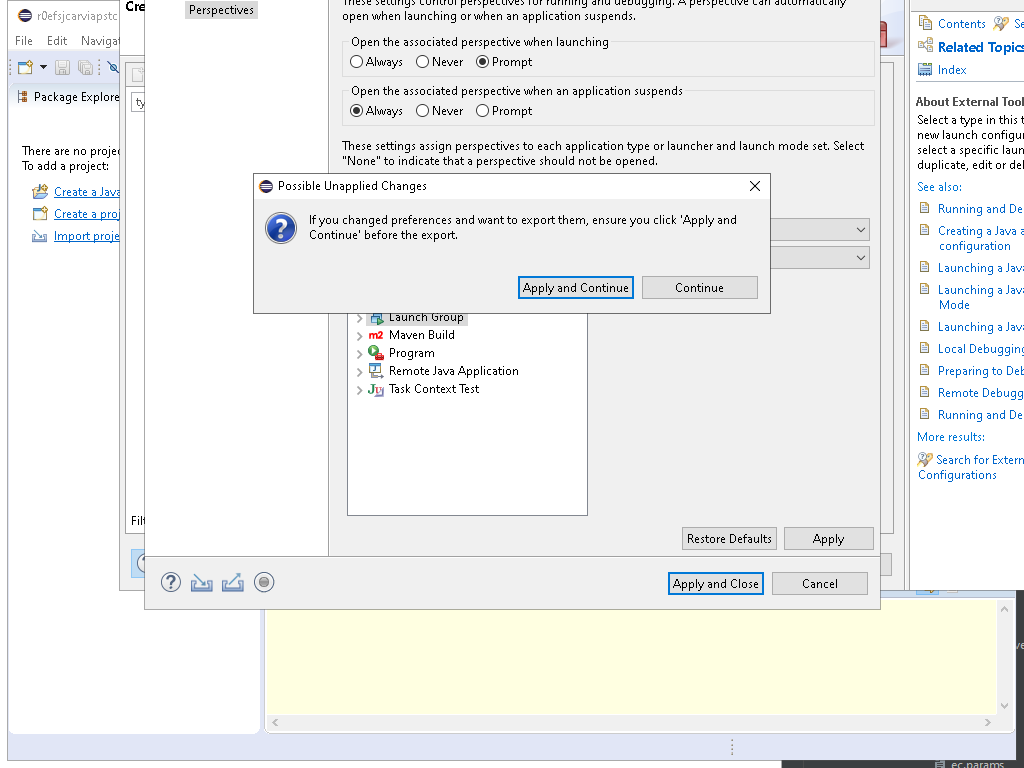 r0efsjcarviapstc
File Edit Navigat
Package Explore
There are no projec
To add a project:
Create a Java
Create a proj
Import proje
Cre
ty
Filt
Perspectives
These settings control perspectives for running and debugging. A perspective can automatically
open when launching or when an application suspends.
Open the associated perspective when launching
Always Never Prompt
Open the associated perspective when an application suspends
Always Never Prompt
These settings assign perspectives to each application type or launcher and launch mode set. Select
"None" to indicate that a perspective should not be opened.
Possible Unapplied Changes
If you changed preferences and want to export them, ensure you click 'Apply and
Continue' before the export.
Apply and Continue Continue
Launch Group
m2 Maven Build
Program
Remote Java Application
Ju Task Context Test
Restore Defaults Apply
Apply and Close Cancel
Contents Se
Related Topics
Index
About External Tool
Select a type in this t
new launch configur
select a specific laun
duplicate, edit or del
See also:
Running and De
Creating a Java a
configuration
Launching a Java
Launching a Java
Mode
Launching a Java
Local Debugging
Preparing to Deb
Remote Debugg
Running and De
More results:
Search for Extern
Configurations
ve
ec.params